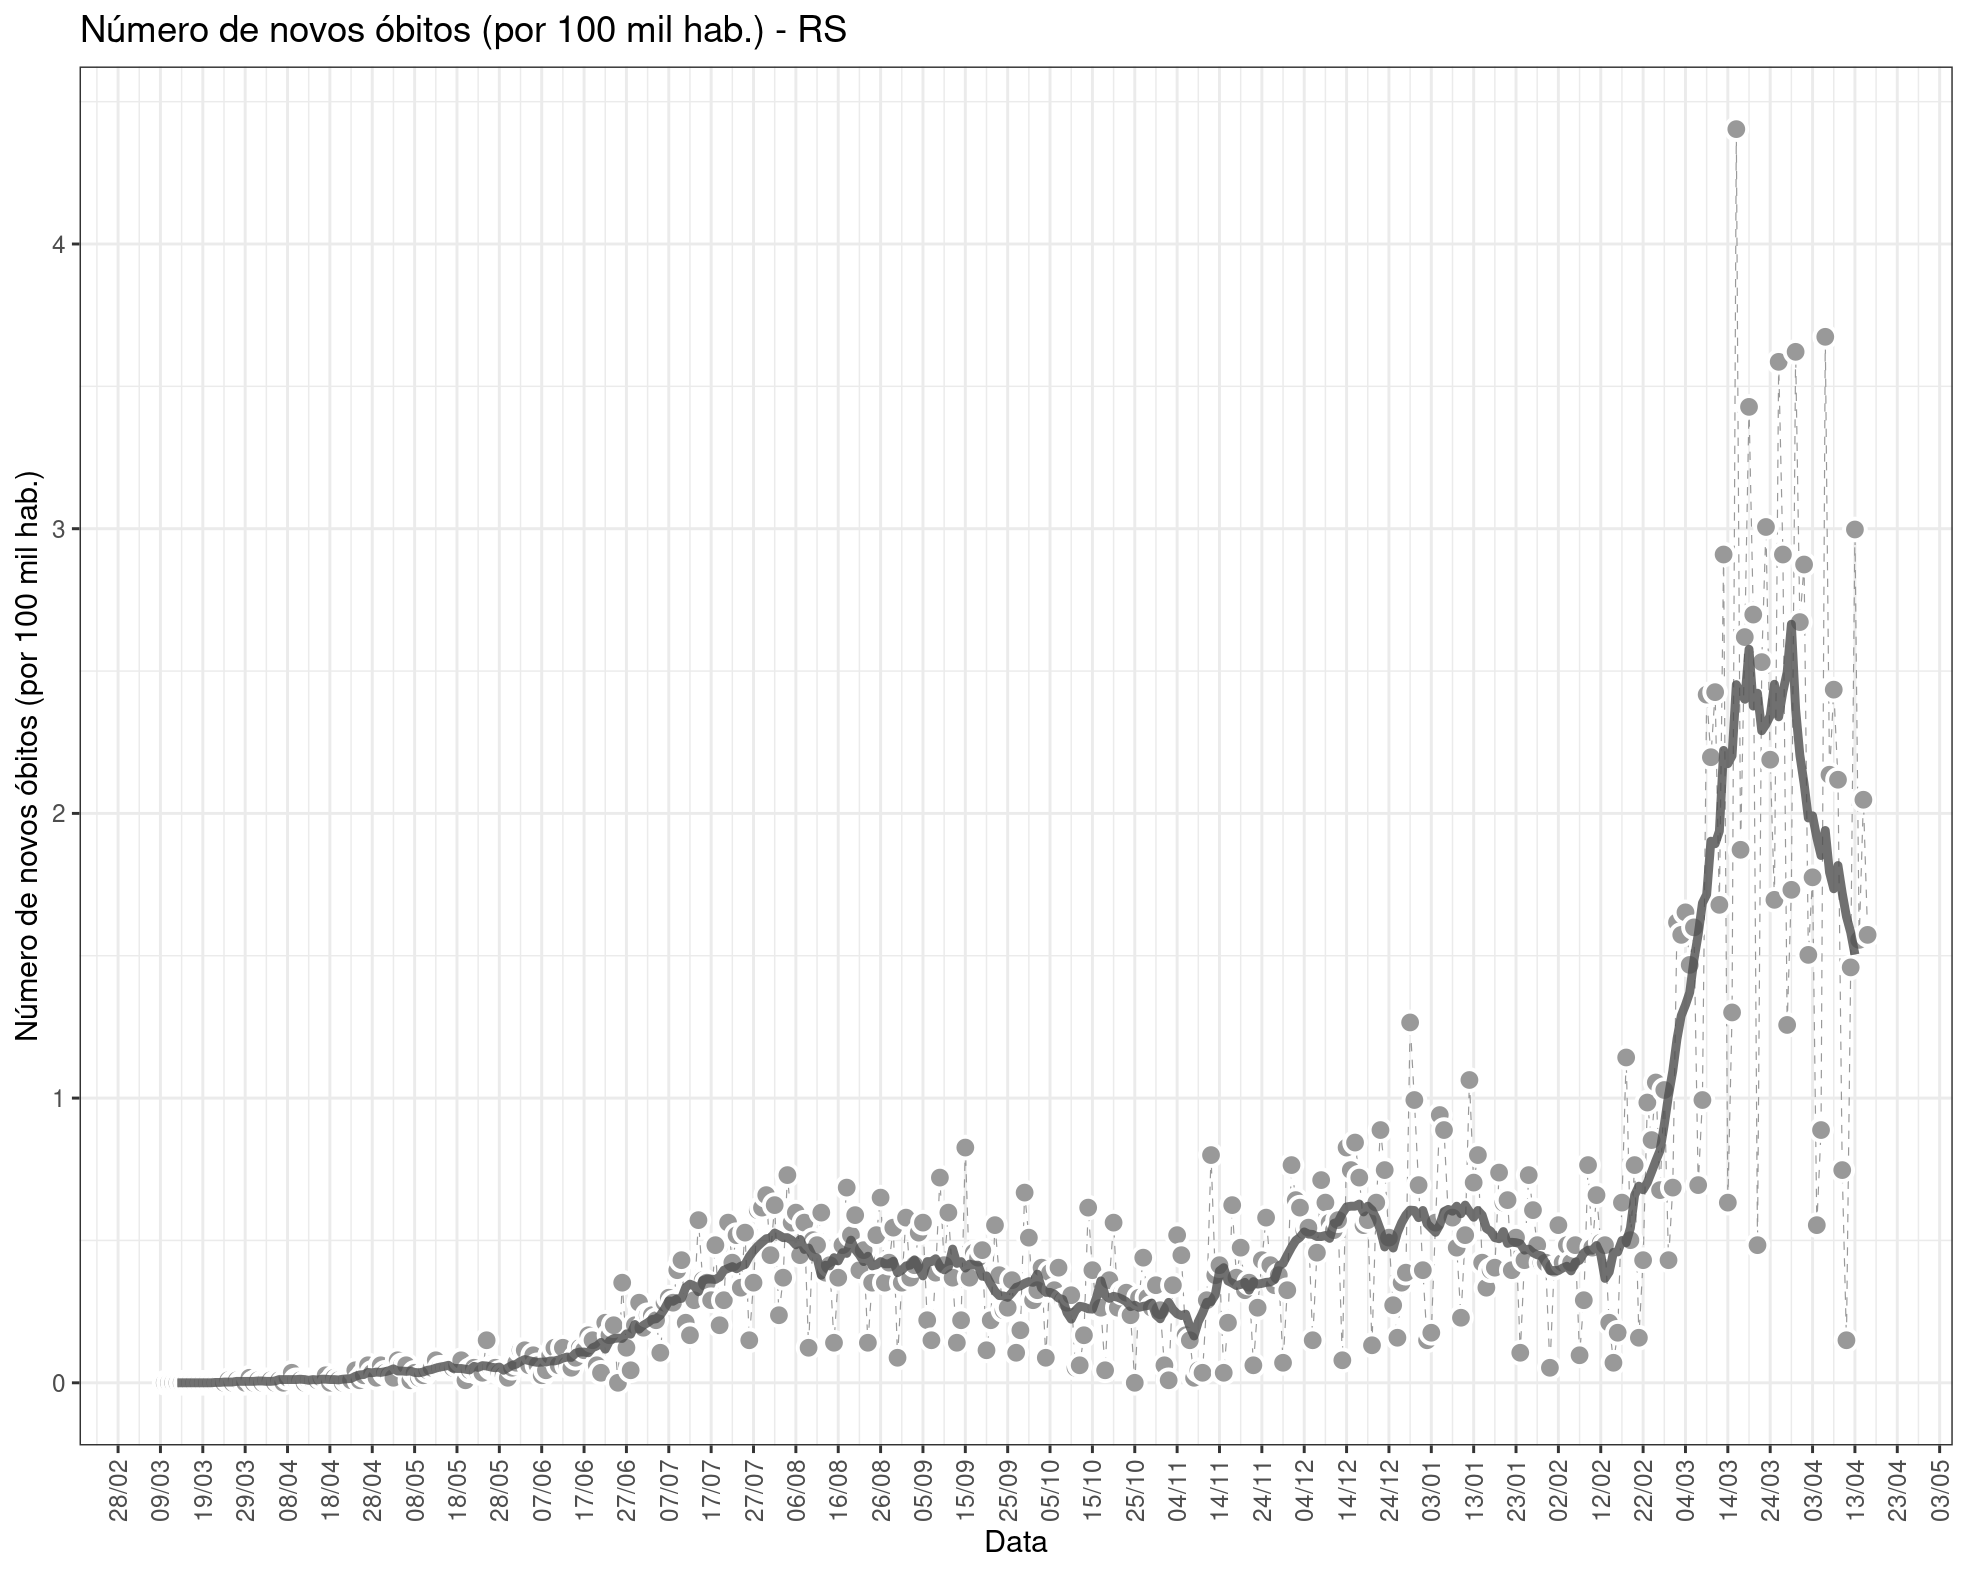 Número de novos óbitos (por 100 mil hab.) - RS
Número de novos óbitos (por 100 mil hab.)
4
3
2
1
0
28/02 09/03 19/03 29/03 08/04 18/04 28/04 08/05 18/05 28/05 07/06 17/06 27/06 07/07 17/07 27/07 06/08 16/08 26/08 05/09 15/09 25/09 05/10 15/10 25/10 04/11 14/11 24/11 04/12 14/12 24/12 03/01 13/01 23/01 02/02 12/02 22/02 04/03 14/03 24/03 03/04 13/04 23/04 03/05
Data